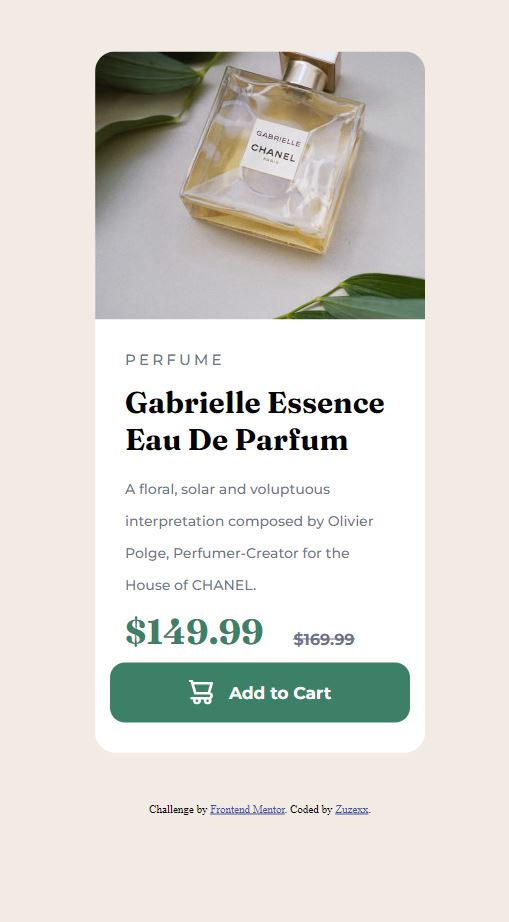 GABRIELLE
CHANEL
PARIS
PERFUME
Gabrielle Essence
Eau De Parfum
A floral, solar and voluptuous
interpretation composed by Olivier
Polge, Perfumer-Creator for the
House of CHANEL.
$149.99 $169.99
Add to Cart
Challenge by Frontend Mentor. Coded by Zuzexx.